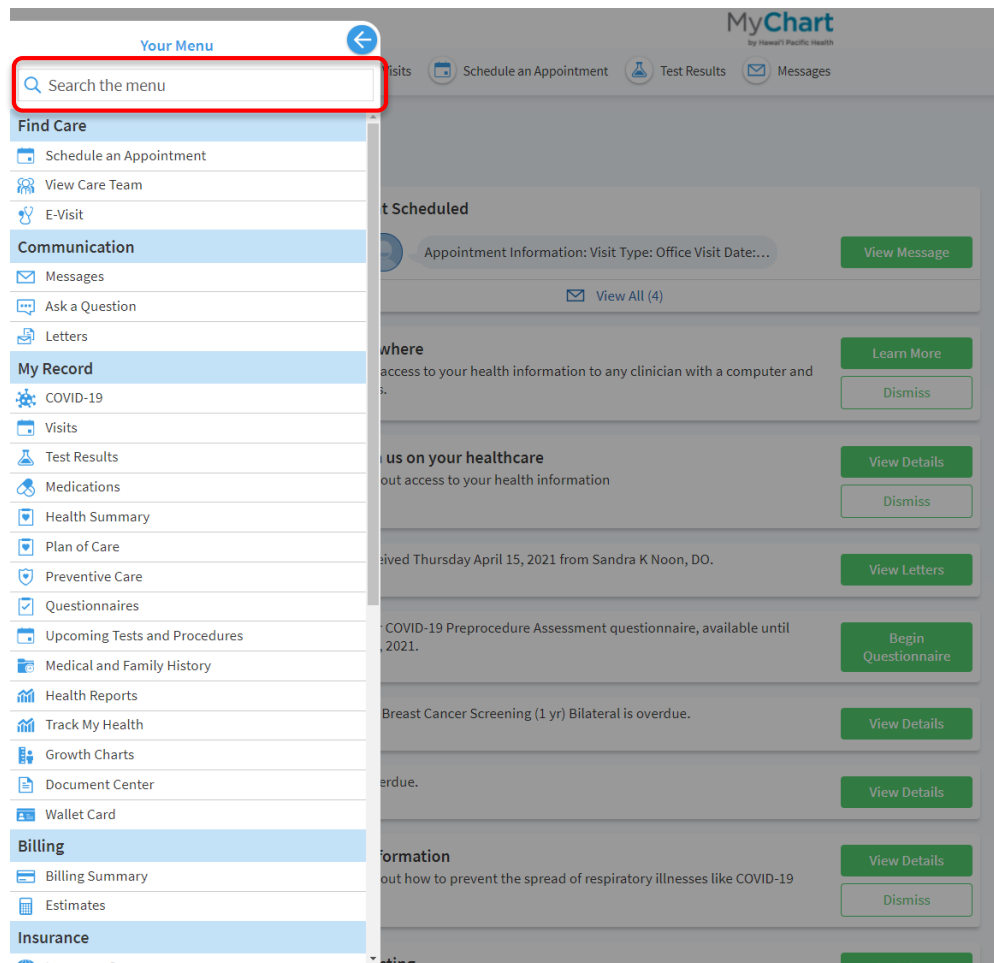 MyChart
by Hawai'i Pacific Health
Your Menu
Search the menu
Visits
Schedule an Appointment
Test Results
Messages
Find Care
Schedule an Appointment
View Care Team
E-Visit
Communication
Messages
Ask a Question
Letters
My Record
COVID-19
Visits
Test Results
Medications
Health Summary
Plan of Care
Preventive Care
Questionnaires
Upcoming Tests and Procedures
Medical and Family History
Health Reports
Track My Health
Growth Charts
Document Center
Wallet Card
Billing
Billing Summary
Estimates
Insurance
t Scheduled
Appointment Information: Visit Type: Office Visit Date:...
View Message
View All (4)
where
access to your health information to any clinician with a computer and
s.
Learn More
Dismiss
us on your healthcare
out access to your health information
View Details
Dismiss
eived Thursday April 15, 2021 from Sandra K Noon, DO.
View Letters
COVID-19 Preprocedure Assessment questionnaire, available until
, 2021.
Begin
Questionnaire
Breast Cancer Screening (1 yr) Bilateral is overdue.
View Details
erdue.
View Details
formation
out how to prevent the spread of respiratory illnesses like COVID-19
View Details
Dismiss